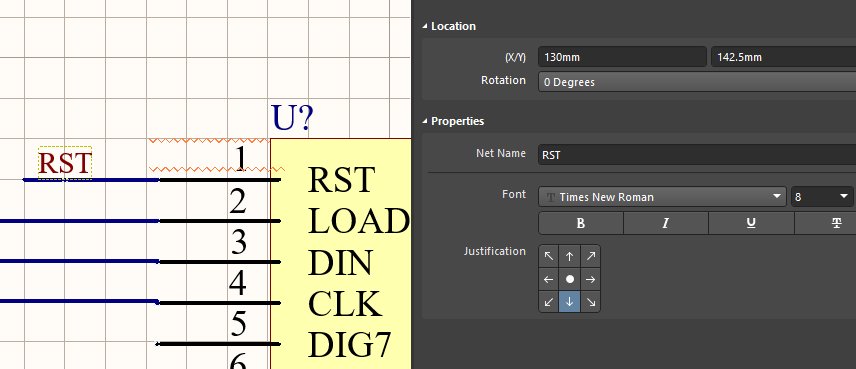 U?
RST
1
RST
2
LOAD
3
DIN
4
CLK
5
DIG7
6
Location
(X/Y) 130mm 142.5mm
Rotation 0 Degrees
Properties
Net Name RST
Font T Times New Roman 8
B I U T
Justification